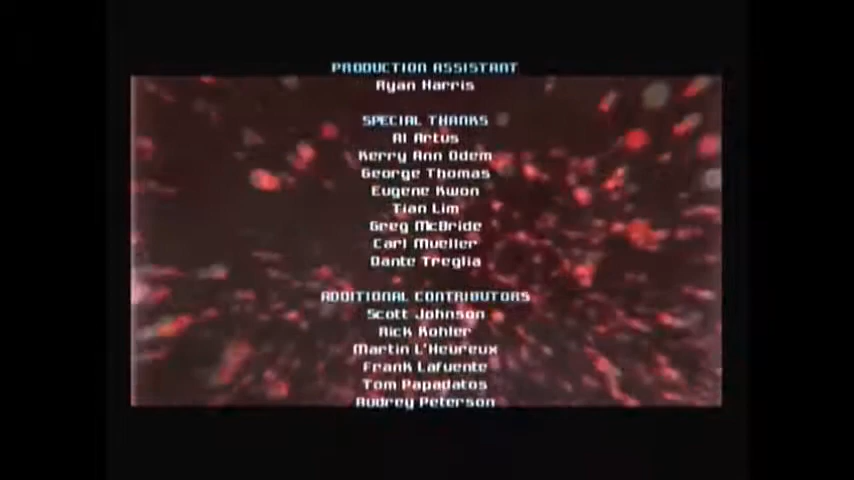 PRODUCTION ASSISTANT
Ryan Harris
SPECIAL THANKS
Al Artus
Kerry Ann Odem
George Thomas
Eugene Kwon
Tian Lim
Greg McBride
Carl Mueller
Dante Treglia
ADDITIONAL CONTRIBUTORS
Scott Johnson
Rick Kohler
Martin L'Heureux
Frank Lafuente
Tom Papadatos
Audrey Peterson